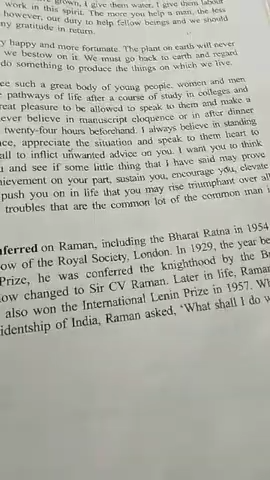 grown, I give them water, I give them labour
work in this spirit. The more you help a man, the less
however, our duty to help fellow beings and we should
ny gratitude in return.
y happy and more fortunate. The plant on earth will never
we bestow on it. We must go back to earth and regard
do something to produce the things on which we live.
ee such a great body of young people, women and men
pathways of life after a course of study in colleges and
reat pleasure to be allowed to speak to them and make a
ever believe in manuscript eloquence or in after dinner
twenty-four hours beforehand. I always believe in standing
ce, appreciate the situation and speak to them heart to
all to inflict unwanted advice on you. I want you to think
u and see if some little thing that I have said may prove
hievement on your part, sustain you, encourage you, elevate
push you on in life that you may rise triumphant over all
troubles that are the common lot of the common man i
nferred on Raman, including the Bharat Ratna in 1954
ow of the Royal Society, London. In 1929, the year be
Prize, he was conferred the knighthood by the B
ow changed to Sir CV Raman. Later in life, Raman
also won the International Lenin Prize in 1957. Wh
identship of India, Raman asked, 'What shall I do w